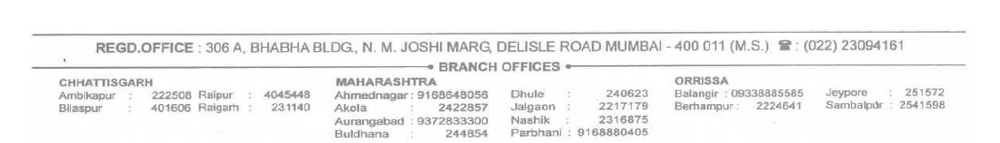 REGD.OFFICE : 306 A, BHABHA BLDG., N. M. JOSHI MARG, DELISLE ROAD MUMBAI - 400 011 (M.S.) ☎ : (022) 23094161
BRANCH OFFICES
CHHATTISGARH MAHARASHTRA ORRISSA
Ambikapur : 222508 Raipur : 4045448 Ahmednagar : 9168648056 Dhule : 240623 Balangir : 09338885585 Jeypore : 251572
Bilaspur : 401606 Raigarh : 231140 Akola : 2422857 Jalgaon : 2217179 Berhampur : 2224641 Sambalpur : 2541598
Aurangabad : 9372833300 Nashik : 2316875
Buldhana : 244854 Parbhani : 9168880405